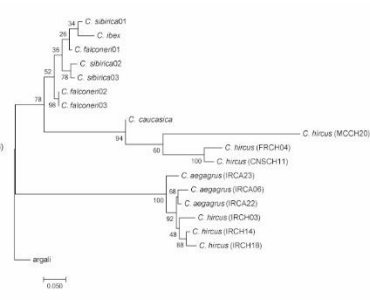 34
C. sibirica01
26
C. ibex
36
C. falconeri01
52
C. sibirica02
78
C. sibirica03
C. falconeri02
98
C. falconeri03
78
C. caucasica
94
C. hircus (MCCH20)
60
C. hircus (FRCH04)
100
C. hircus (CNSCH11)
C. aegagrus (IRCA23)
100
C. aegagrus (IRCA06)
C. aegagrus (IRCA22)
92
C. hircus (IRCH03)
48
C. hircus (IRCH14)
68
C. hircus (IRCH18)
argali
0.050